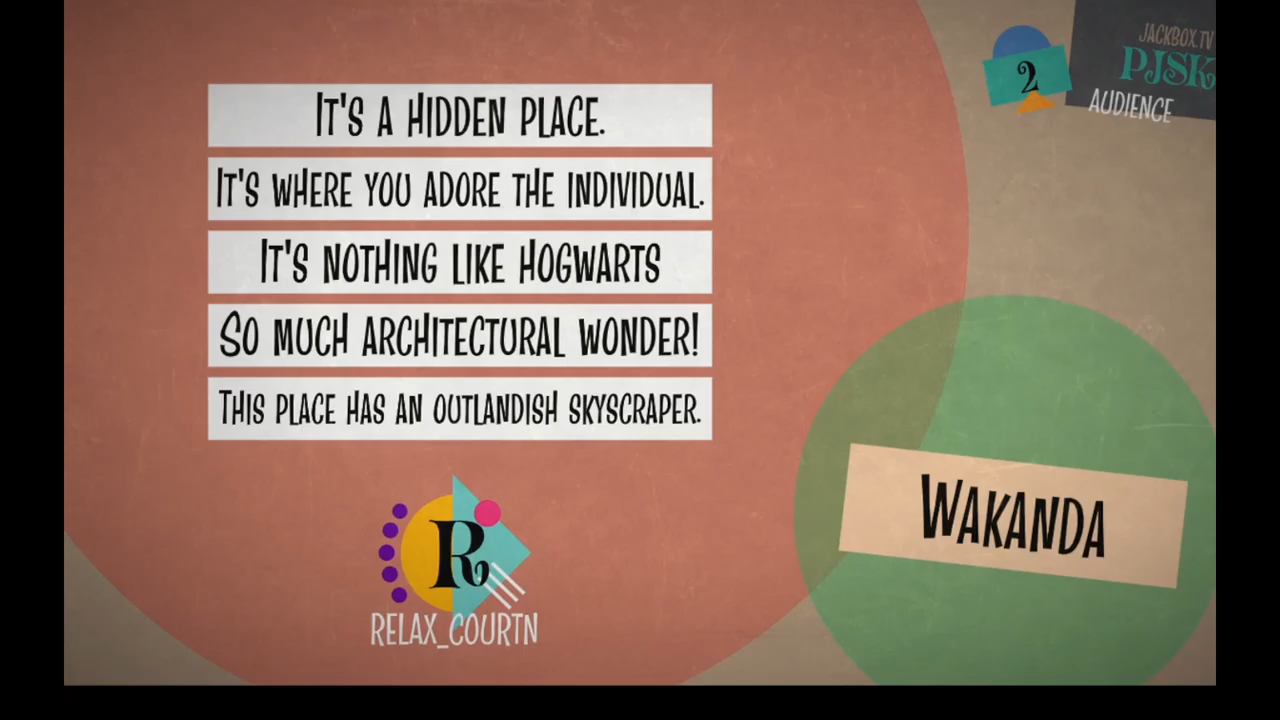 It's a hidden place.
It's where you adore the individual.
It's nothing like Hogwarts
So much architectural wonder!
This place has an outlandish skyscraper.
R
RELAX_COURTN
2
JACKBOX.TV
PJSK
AUDIENCE
Wakanda